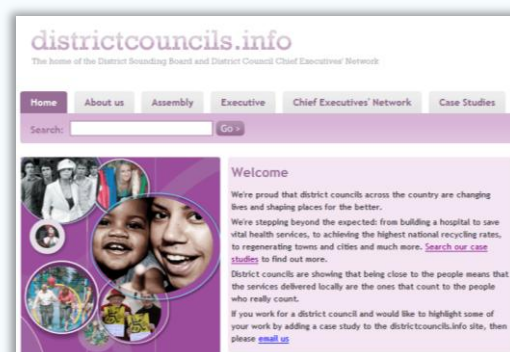 districtcouncils.info
The home of the District Sounding Board and District Council Chief Executives' Network
Home About us Assembly Executive Chief Executives' Network Case Studies
Search: Go >
Welcome
We're proud that district councils across the country are changing
lives and shaping places for the better.
We're stepping beyond the expected: from building a hospital to save
vital health services, to achieving the highest national recycling rates,
to regenerating towns and cities and much more. Search our case
studies to find out more.
District councils are showing that being close to the people means that
the services delivered locally are the ones that count to the people
who really count.
If you work for a district council and would like to highlight some of
your work by adding a case study to the districtcouncils.info site, then
please email us